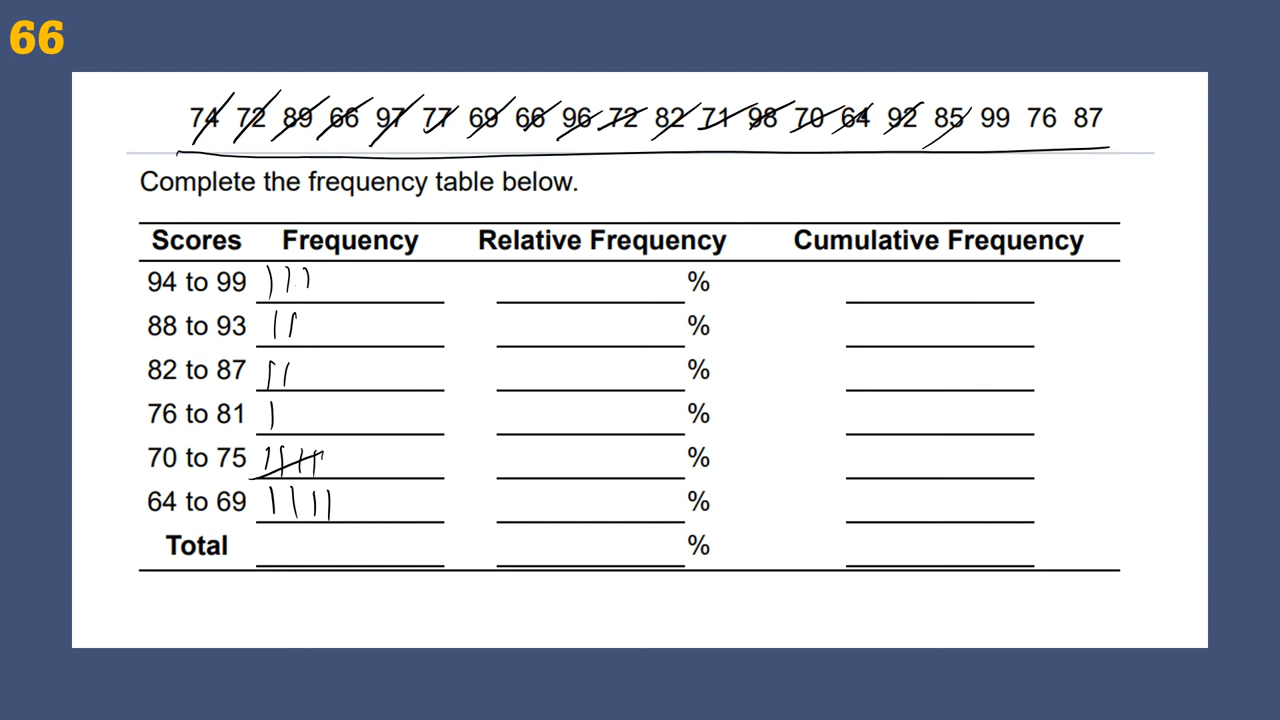 66
74 72 89 66 97 77 69 66 96 72 82 71 98 70 64 92 85 99 76 87
Complete the frequency table below.
Scores Frequency Relative Frequency Cumulative Frequency
94 to 99 %
88 to 93 %
82 to 87 %
76 to 81 %
70 to 75 %
64 to 69 %
Total %